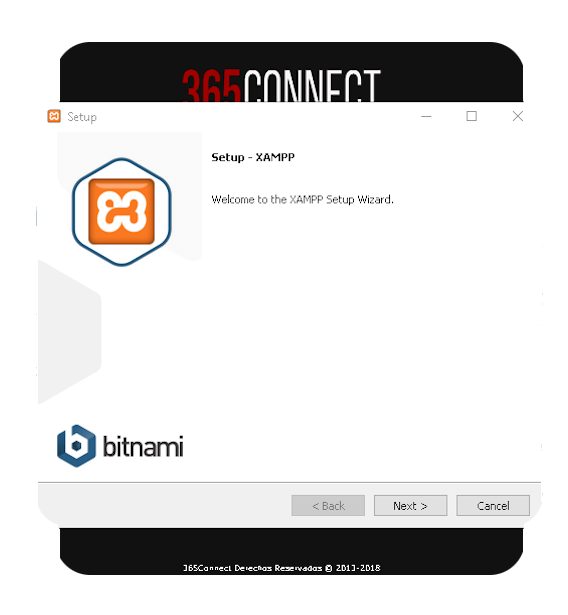 365CONNECT
Setup
Setup - XAMPP
Welcome to the XAMPP Setup Wizard.
bitnami
< Back Next > Cancel
365Connect Derechos Reservados © 2013-2018